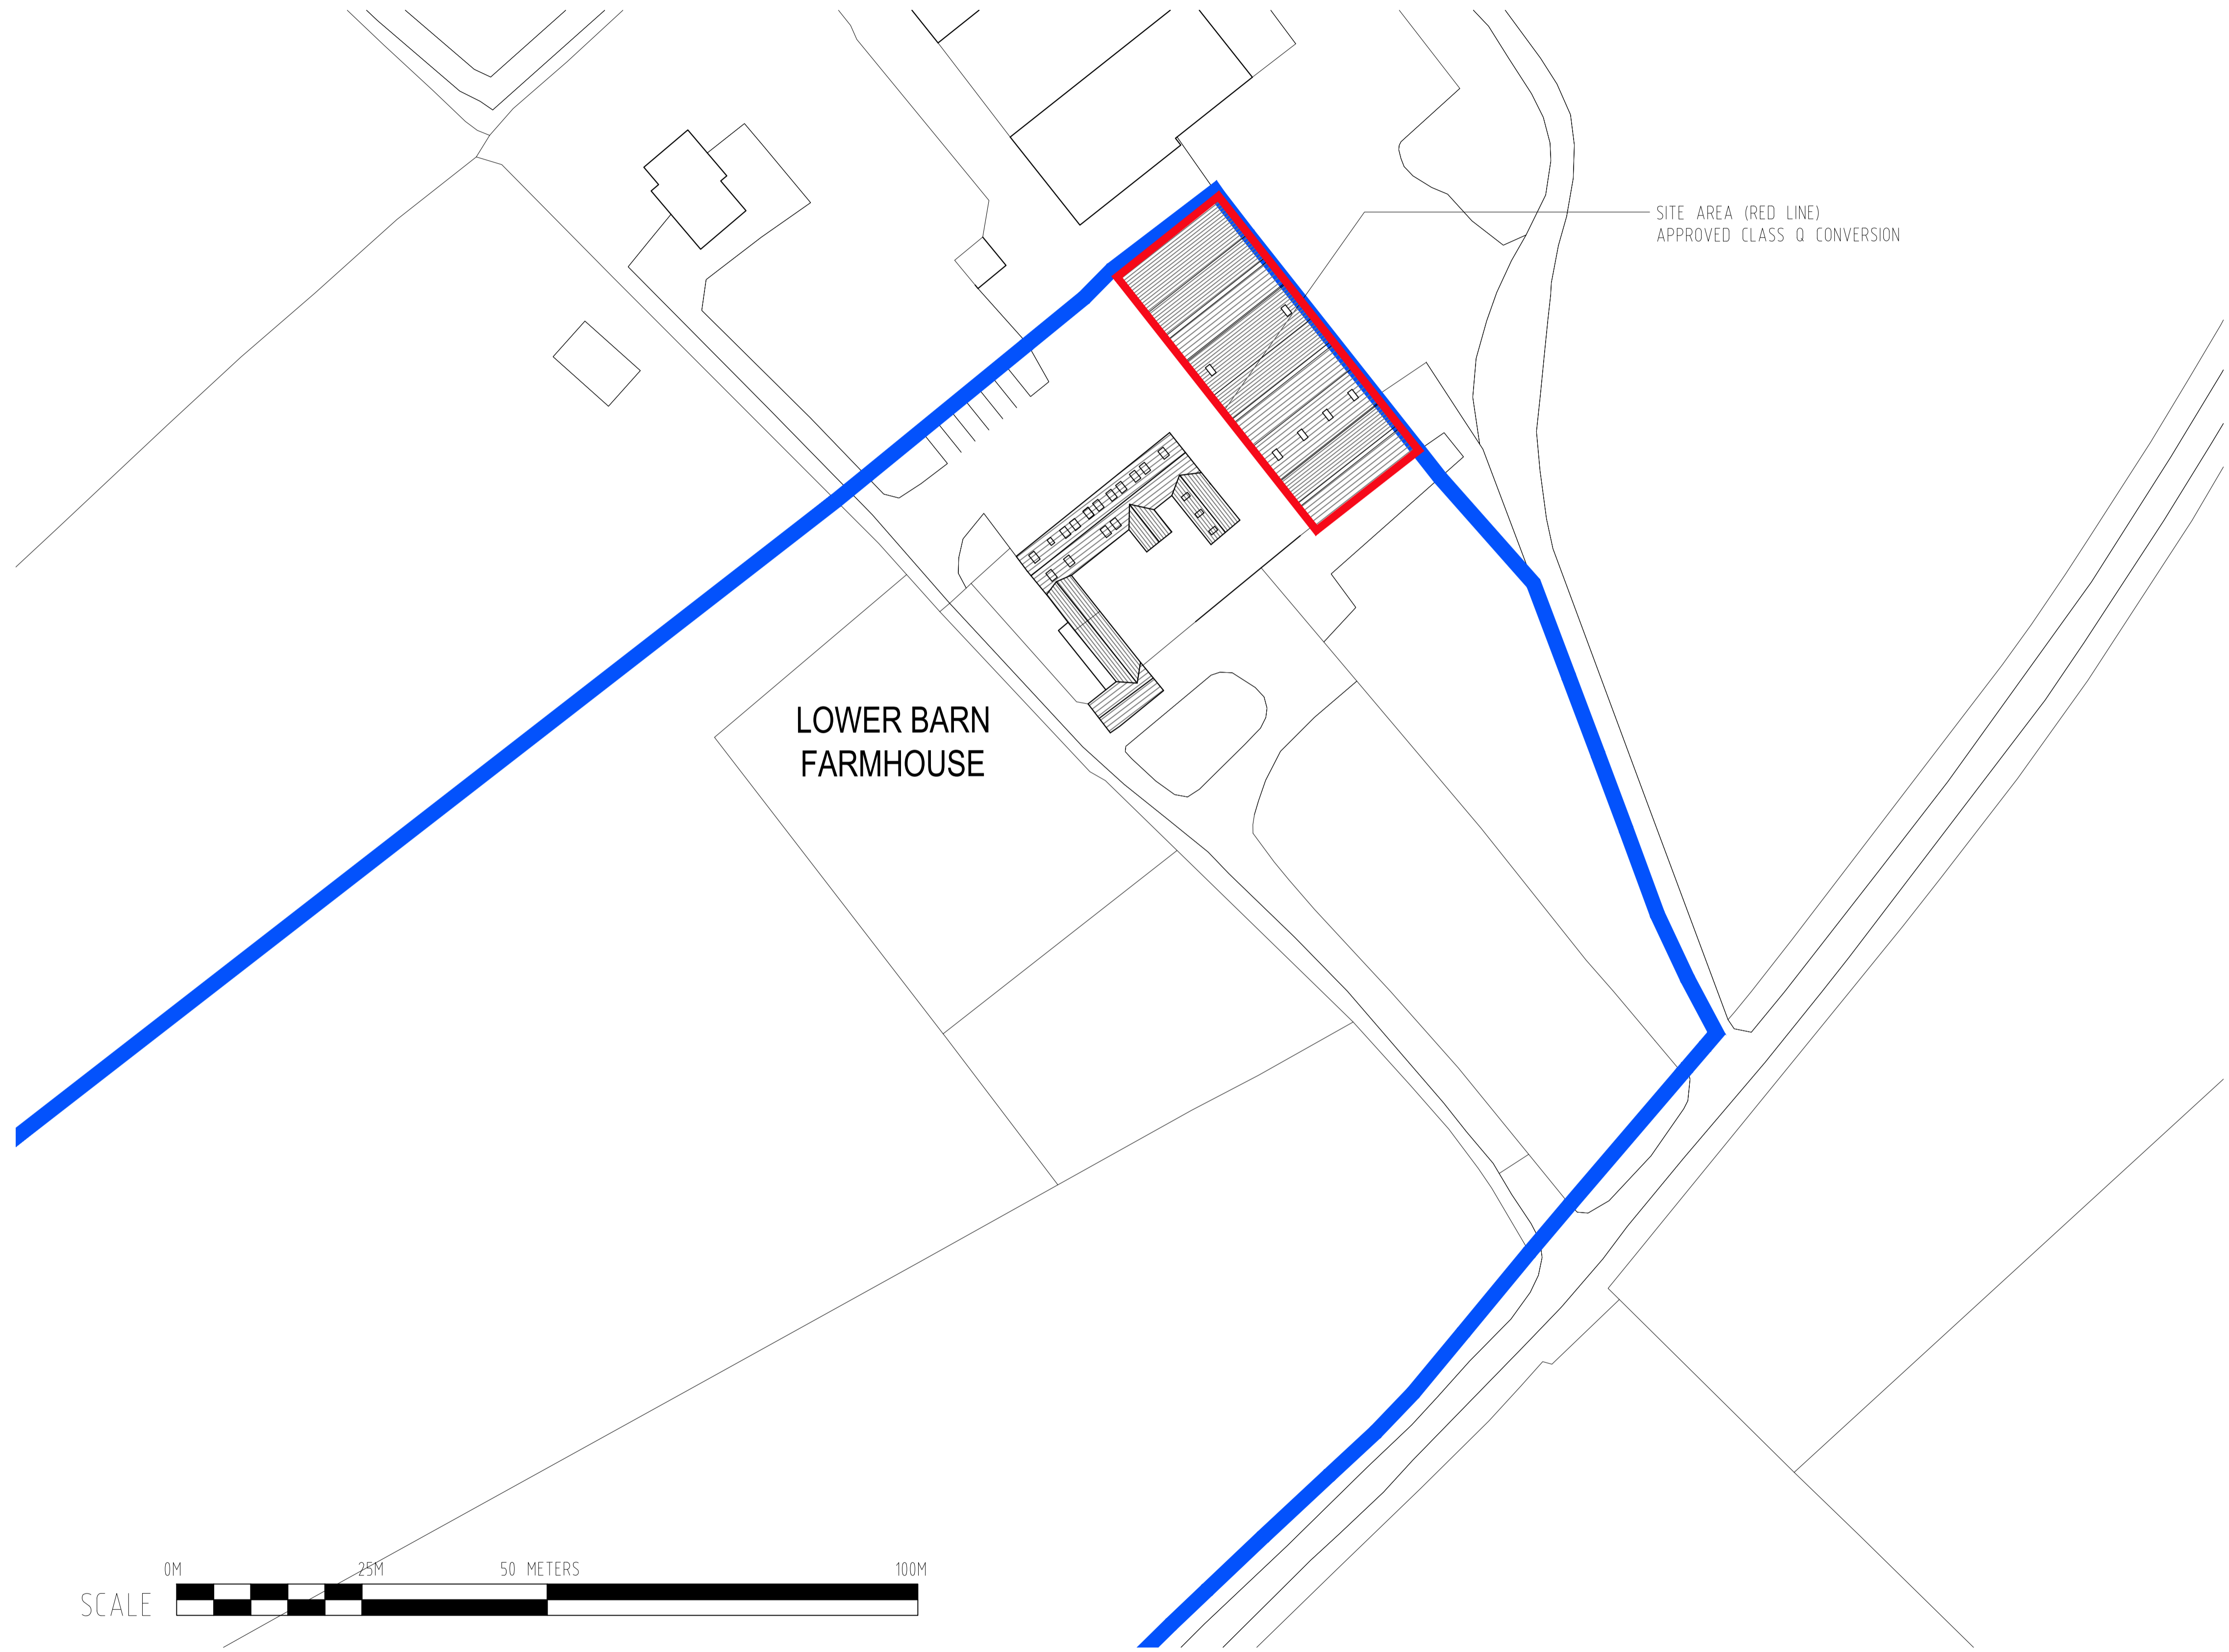 SITE AREA (RED LINE)
APPROVED CLASS Q CONVERSION
LOWER BARN
FARMHOUSE
0M 25M 50 METERS 100M
SCALE